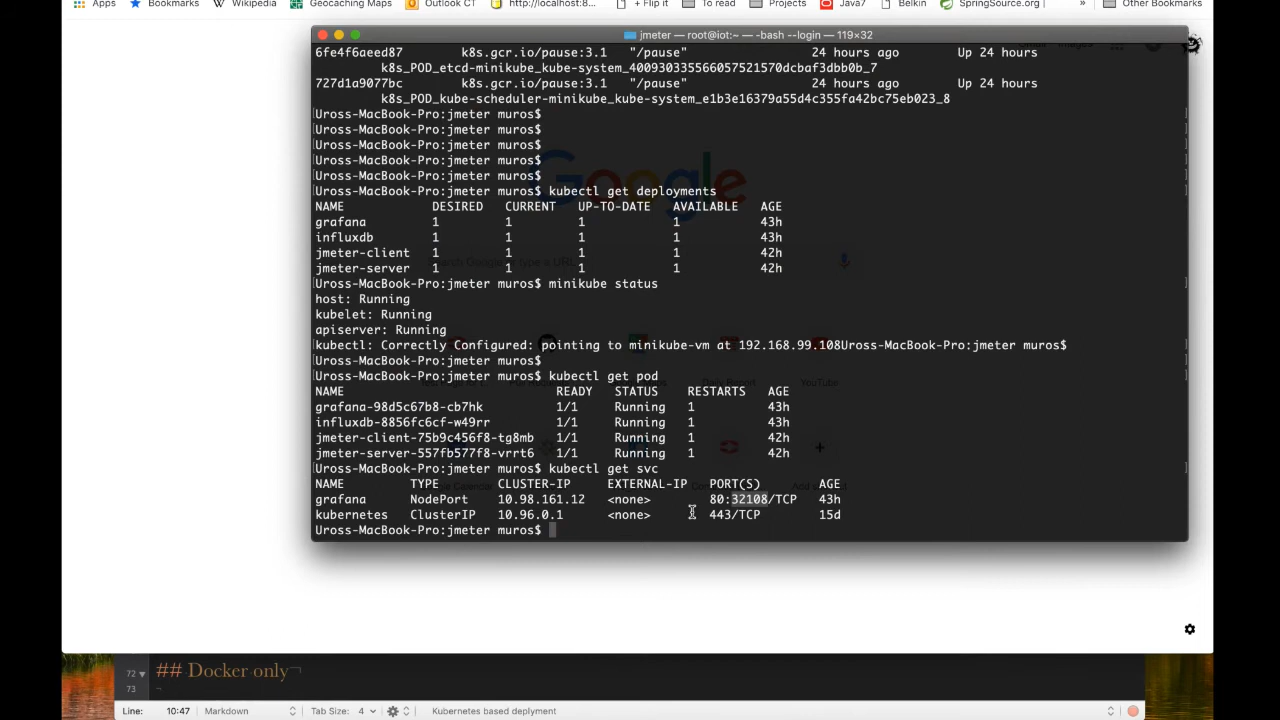 Apps Bookmarks Wikipedia Geocaching Maps Outlook CT http://localhost:8... + Flip it To read Projects Java7 Belkin SpringSource.org | » Other Bookmarks
jmeter — root@iot:~ — -bash --login — 119×32
6fe4f6aeed87 k8s.gcr.io/pause:3.1 "/pause" 24 hours ago Up 24 hours
k8s_POD_etcd-minikube_kube-system_400930335566057521570dcbaf3dbb0b_7
727d1a9077bc k8s.gcr.io/pause:3.1 "/pause" 24 hours ago Up 24 hours
k8s_POD_kube-scheduler-minikube_kube-system_e1b3e16379a55d4c355fa42bc75eb023_8
Uross-MacBook-Pro:jmeter muros$
Uross-MacBook-Pro:jmeter muros$
Uross-MacBook-Pro:jmeter muros$
Uross-MacBook-Pro:jmeter muros$
Uross-MacBook-Pro:jmeter muros$
Uross-MacBook-Pro:jmeter muros$ kubectl get deployments
NAME DESIRED CURRENT UP-TO-DATE AVAILABLE AGE
grafana 1 1 1 1 43h
influxdb 1 1 1 1 43h
jmeter-client 1 1 1 1 42h
jmeter-server 1 1 1 1 42h
Uross-MacBook-Pro:jmeter muros$ minikube status
host: Running
kubelet: Running
apiserver: Running
kubectl: Correctly Configured: pointing to minikube-vm at 192.168.99.108Uross-MacBook-Pro:jmeter muros$
Uross-MacBook-Pro:jmeter muros$
Uross-MacBook-Pro:jmeter muros$ kubectl get pod
NAME READY STATUS RESTARTS AGE
grafana-98d5c67b8-cb7hk 1/1 Running 1 43h
influxdb-8856fc6cf-w49rr 1/1 Running 1 43h
jmeter-client-75b9c456f8-tg8mb 1/1 Running 1 42h
jmeter-server-557fb577f8-vrrt6 1/1 Running 1 42h
Uross-MacBook-Pro:jmeter muros$ kubectl get svc
NAME TYPE CLUSTER-IP EXTERNAL-IP PORT(S) AGE
grafana NodePort 10.98.161.12 <none> 80:32108/TCP 43h
kubernetes ClusterIP 10.96.0.1 <none> 443/TCP 15d
Uross-MacBook-Pro:jmeter muros$
Google
YouTube
72 ## Docker only¬
73 ¬
Line: 10:47 Markdown Tab Size: 4 Kubernetes based deplyment